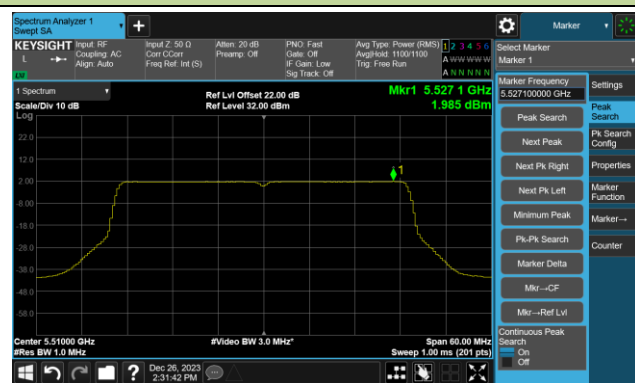 Spectrum Analyzer 1
Swept SA
+
Marker
KEYSIGHT
L
LV
Input: RF
Coupling: AC
Align: Auto
Input Z: 50 Ω
Corr CCorr
Freq Ref: Int (S)
Atten: 20 dB
Preamp: Off
PNO: Fast
Gate: Off
IF Gain: Low
Sig Track: Off
Avg Type: Power (RMS)
Avg|Hold: 1100/1100
Trig: Free Run
1 2 3 4 5 6
A W W W W W
A N N N N N
Select Marker
Marker 1
1 Spectrum
Scale/Div 10 dB
Log
Ref Lvl Offset 22.00 dB
Ref Level 32.00 dBm
Mkr1 5.527 1 GHz
1.985 dBm
22.0
12.0
2.00
-8.00
-18.0
-28.0
-38.0
-48.0
-58.0
1
Center 5.51000 GHz
#Res BW 1.0 MHz
#Video BW 3.0 MHz*
Span 60.00 MHz
Sweep 1.00 ms (201 pts)
Marker Frequency
5.527100000 GHz
Peak Search
Next Peak
Next Pk Right
Next Pk Left
Minimum Peak
Pk-Pk Search
Marker Delta
Mkr→CF
Mkr→Ref Lvl
Continuous Peak
Search
On
Off
Settings
Peak
Search
Pk Search
Config
Properties
Marker
Function
Marker→
Counter
?
Dec 26, 2023
2:31:42 PM